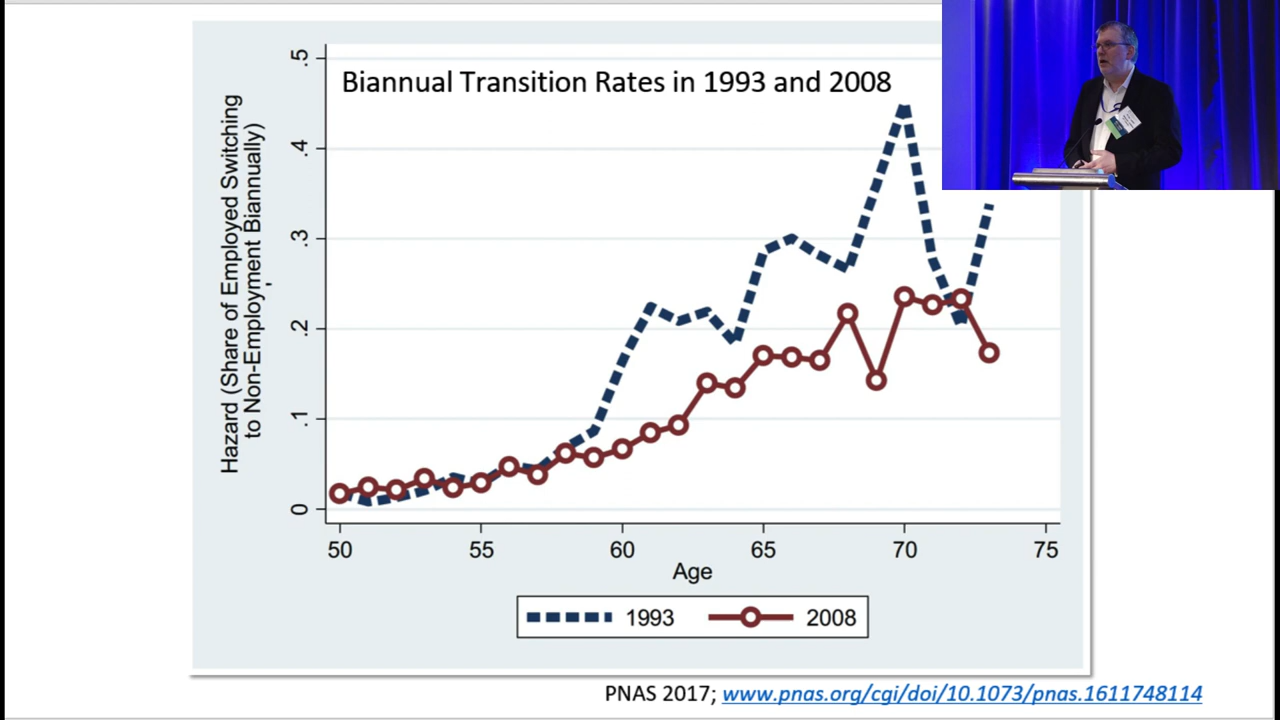 Biannual Transition Rates in 1993 and 2008
Hazard (Share of Employed Switching
to Non-Employment Biannually)
.5
.4
.3
.2
.1
0
50 55 60 65 70 75
Age
1993 2008
PNAS 2017; www.pnas.org/cgi/doi/10.1073/pnas.1611748114